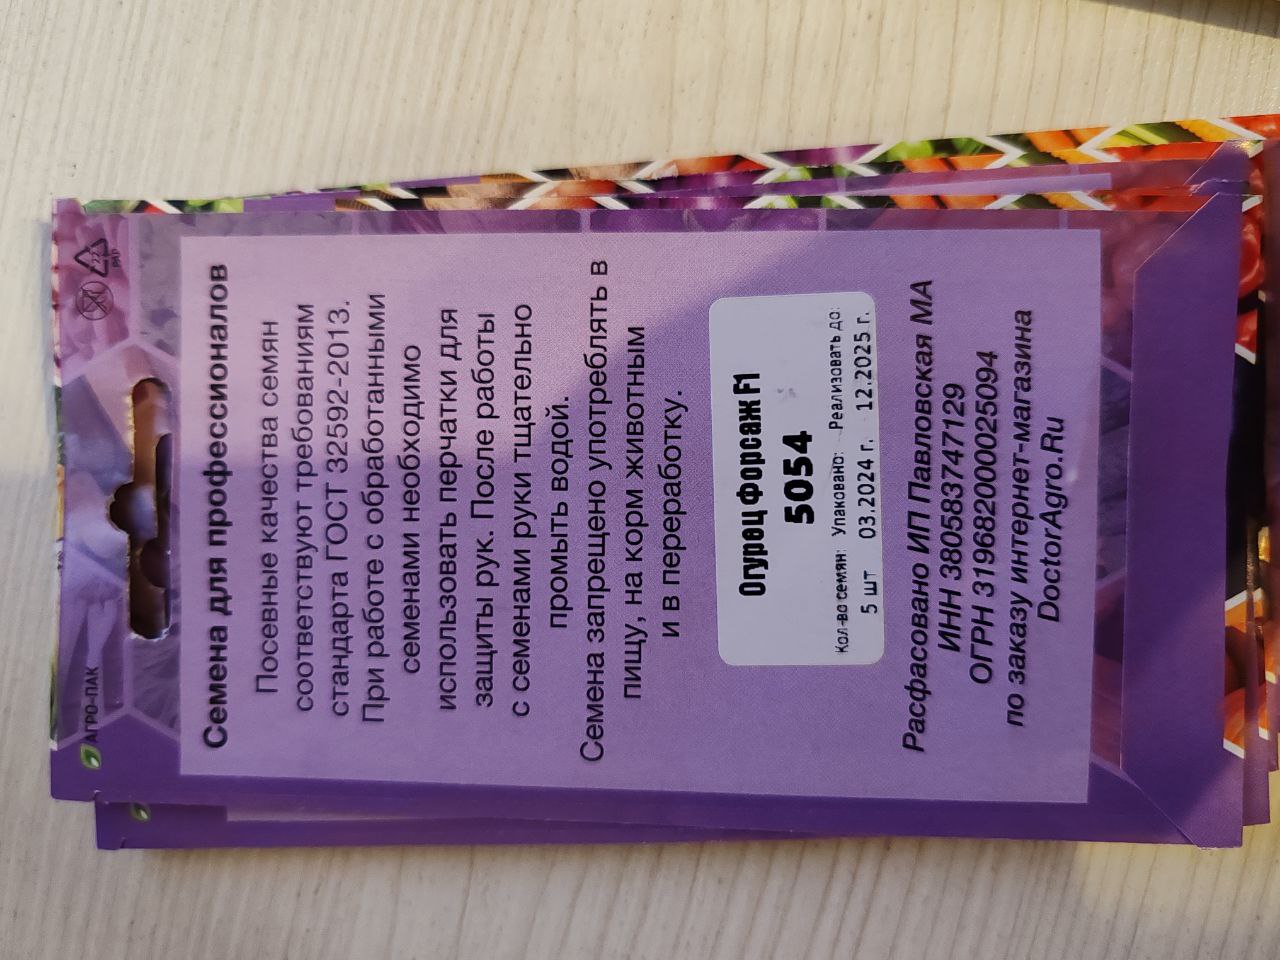 АГРО-ПАК
22
PAP
Семена для профессионалов
Посевные качества семян
соответствуют требованиям
стандарта ГОСТ 32592-2013.
При работе с обработанными
семенами необходимо
использовать перчатки для
защиты рук. После работы
с семенами руки тщательно
промыть водой.
Семена запрещено употреблять в
пищу, на корм животным
и в переработку.
Огурец Форсаж F1
5054
Кол-во семян: Упаковано: Реализовать до:
5 шт 03.2024 г. 12.2025 г.
Расфасовано ИП Павловская МА
ИНН 380583747129
ОГРН 319682000025094
по заказу интернет-магазина
DoctorAgro.Ru